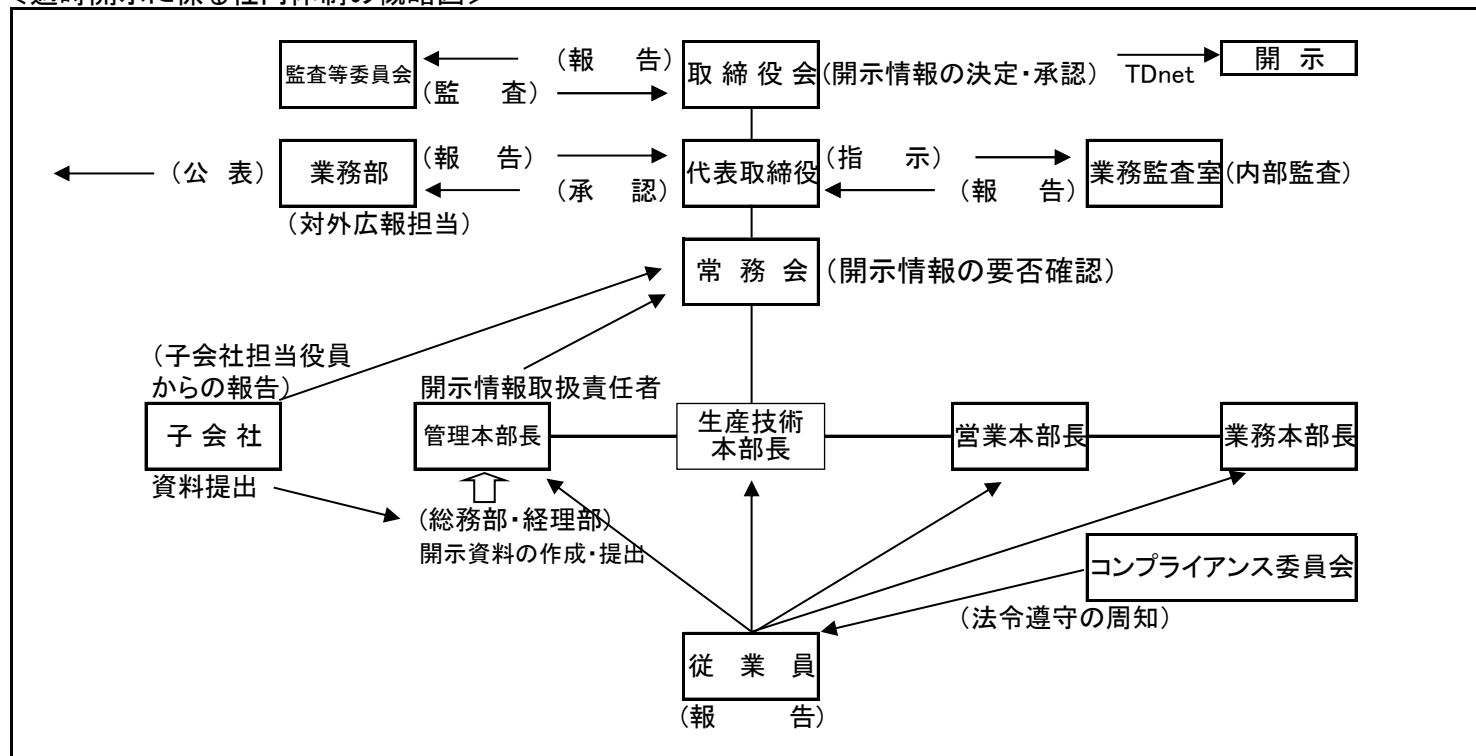 <適時開示に係る社内体制の概略図>
監査等委員会
(報 告)
(監 査)
取 締 役 会
(開示情報の決定・承認)
TDnet
開 示
(公 表)
業務部
(対外広報担当)
(報 告)
(承 認)
代表取締役
(指 示)
(報 告)
業務監査室
(内部監査)
常 務 会
(開示情報の要否確認)
(子会社担当役員
からの報告)
開示情報取扱責任者
子 会 社
管理本部長
生産技術
本部長
営業本部長
業務本部長
資料提出
(総務部・経理部)
開示資料の作成・提出
コンプライアンス委員会
(法令遵守の周知)
従 業 員
(報 告)